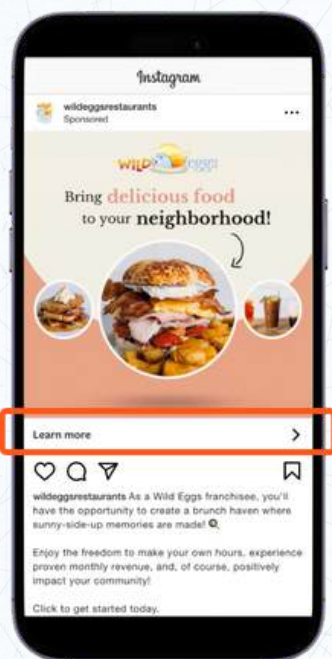 Instagram
wildeggsrestaurants
Sponsored
WILD eggs
Bring delicious food
to your neighborhood!
Learn more
wildeggsrestaurants As a Wild Eggs franchisee, you'll
have the opportunity to create a brunch haven where
sunny-side-up memories are made!
Enjoy the freedom to make your own hours, experience
proven monthly revenue, and, of course, positively
impact your community!
Click to get started today.